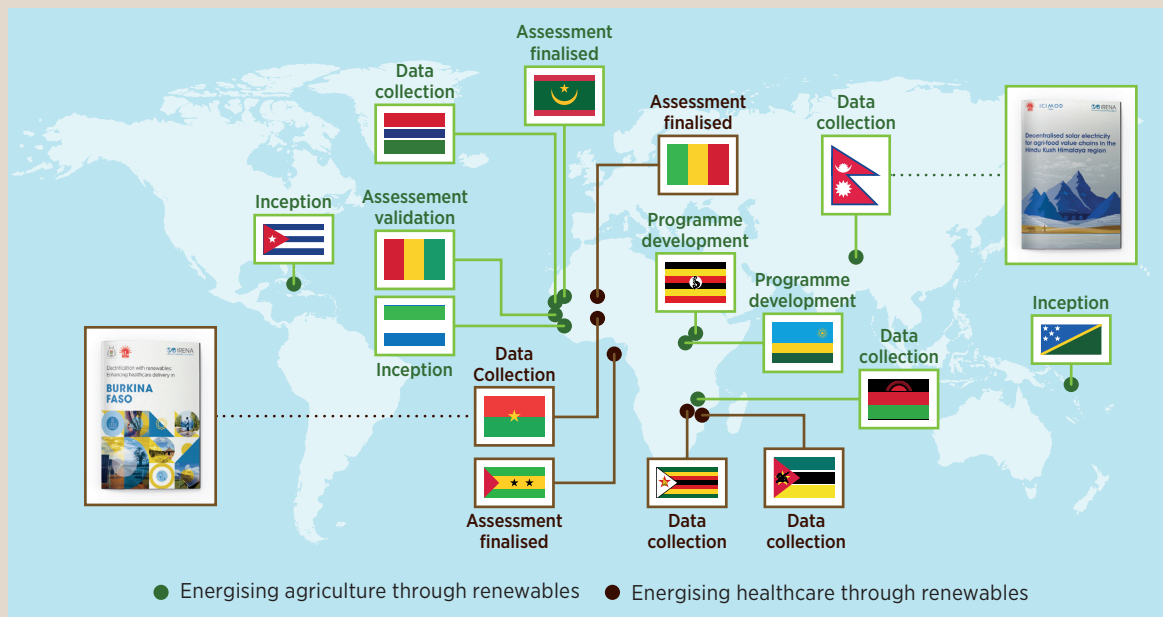 Assessment
finalised
Data
collection
Assessment
finalised
Data
collection
ICIMOD
IRENA
Decentralised solar electricity
for agri-food value chains in the
Hindu Kush Himalaya region
Inception
Assessement
validation
Programme
development
Programme
development
Inception
Data
collection
Inception
IRENA
Electrification with renewables:
Enhancing healthcare delivery in
BURKINA
FASO
Data
Collection
Assessment
finalised
Data
collection
Data
collection
Energising agriculture through renewables
Energising healthcare through renewables